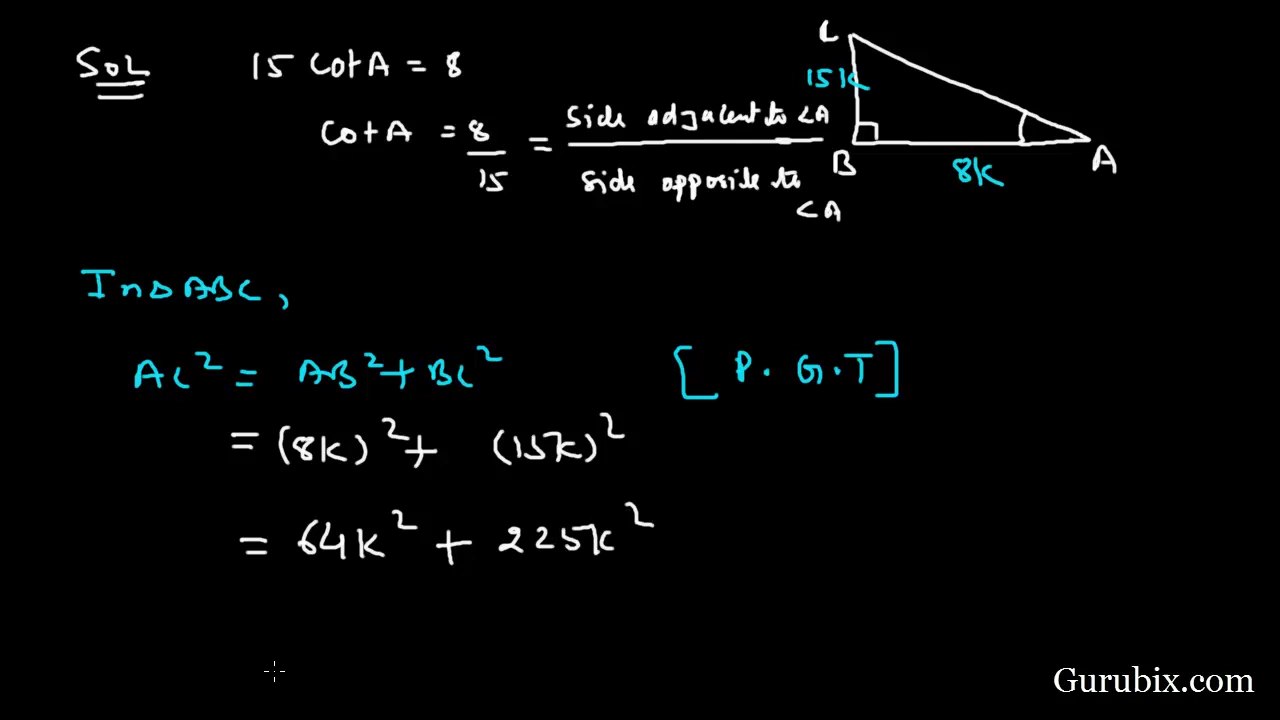 Sol 15 cot A = 8
cot A = 8/15 = Side adjacent to <A / Side opposite to <A
C
15K
B
8K
A
In Δ ABC,
AC² = AB² + BC² [P.G.T]
= (8K)² + (15K)²
= 64K² + 225K²
Gurubix.com